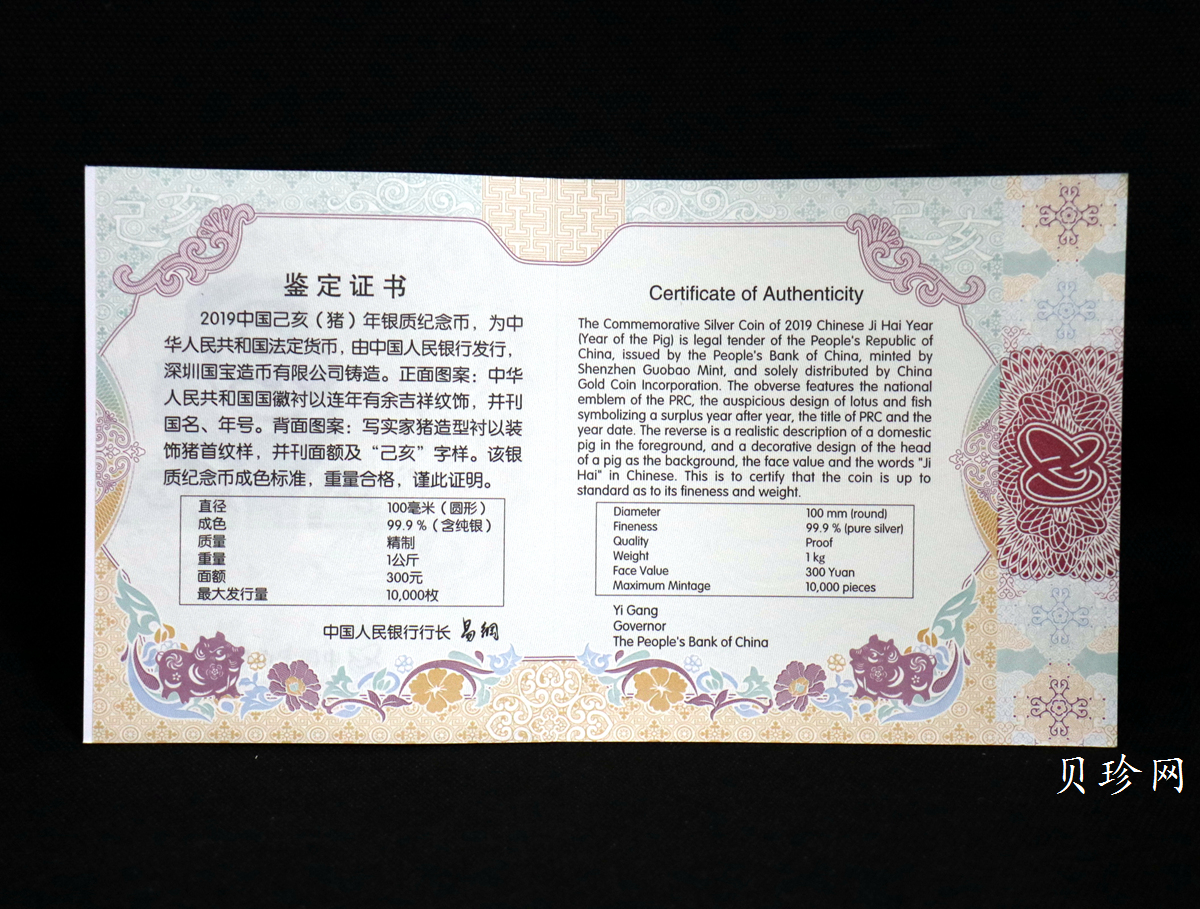 己亥
己亥
鉴定证书
2019中国己亥（猪）年银质纪念币，为中
华人民共和国法定货币，由中国人民银行发行，
深圳国宝造币有限公司铸造。正面图案：中华
人民共和国国徽衬以连年有余吉祥纹饰，并刊
国名、年号。背面图案：写实家猪造型衬以装
饰猪首纹样，并刊面额及“己亥”字样。该银
质纪念币成色标准，重量合格，谨此证明。
直径 100毫米（圆形）
成色 99.9％（含纯银）
质量 精制
重量 1公斤
面额 300元
最大发行量 10,000枚
中国人民银行行长 易纲
Certificate of Authenticity
The Commemorative Silver Coin of 2019 Chinese Ji Hai Year
(Year of the Pig) is legal tender of the People's Republic of
China, issued by the People's Bank of China, minted by
Shenzhen Guobao Mint, and solely distributed by China
Gold Coin Incorporation. The obverse features the national
emblem of the PRC, the auspicious design of lotus and fish
symbolizing a surplus year after year, the title of PRC and the
year date. The reverse is a realistic description of a domestic
pig in the foreground, and a decorative design of the head
of a pig as the background, the face value and the words "Ji
Hai" in Chinese. This is to certify that the coin is up to
standard as to its fineness and weight.
Diameter 100 mm (round)
Fineness 99.9 % (pure silver)
Quality Proof
Weight 1 kg
Face Value 300 Yuan
Maximum Mintage 10,000 pieces
Yi Gang
Governor
The People's Bank of China
贝珍网